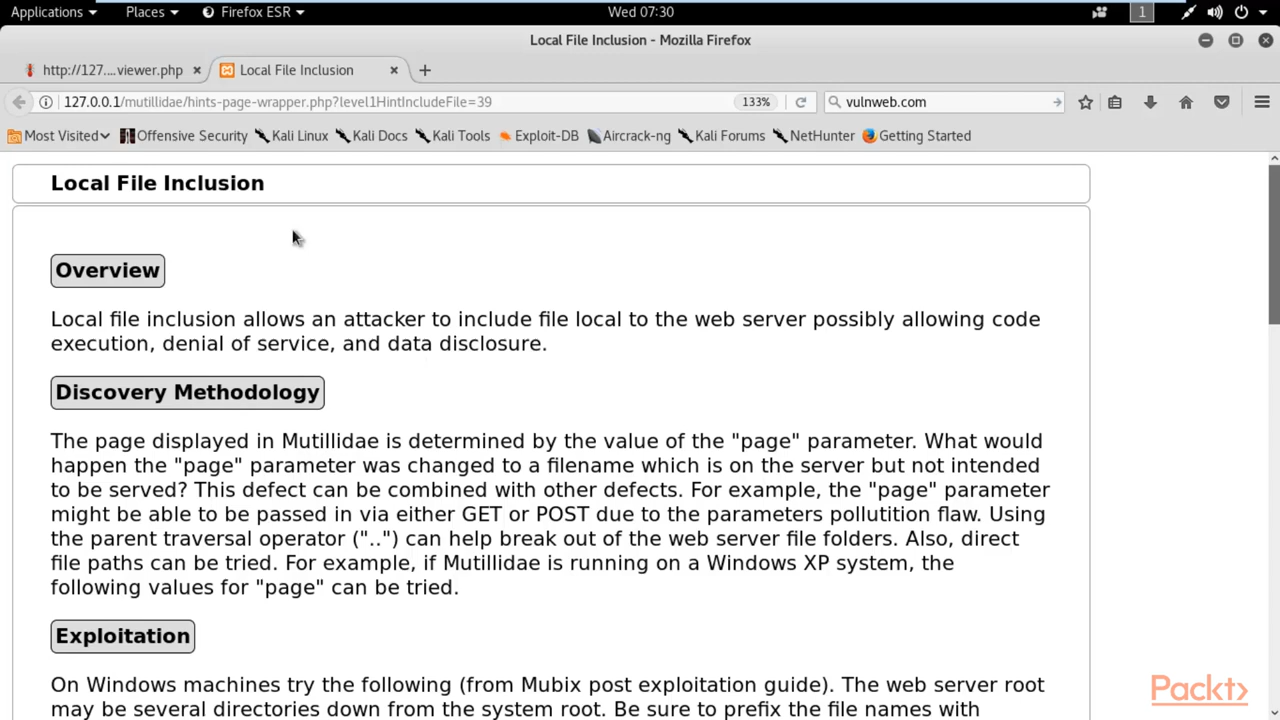 Applications Places Firefox ESR Wed 07:30 1
Local File Inclusion - Mozilla Firefox
http://127....viewer.php Local File Inclusion
127.0.0.1/mutillidae/hints-page-wrapper.php?level1HintIncludeFile=39 133% vulnweb.com
Most Visited Offensive Security Kali Linux Kali Docs Kali Tools Exploit-DB Aircrack-ng Kali Forums NetHunter Getting Started
Local File Inclusion
Overview
Local file inclusion allows an attacker to include file local to the web server possibly allowing code
execution, denial of service, and data disclosure.
Discovery Methodology
The page displayed in Mutillidae is determined by the value of the "page" parameter. What would
happen the "page" parameter was changed to a filename which is on the server but not intended
to be served? This defect can be combined with other defects. For example, the "page" parameter
might be able to be passed in via either GET or POST due to the parameters pollutition flaw. Using
the parent traversal operator ("..") can help break out of the web server file folders. Also, direct
file paths can be tried. For example, if Mutillidae is running on a Windows XP system, the
following values for "page" can be tried.
Exploitation
On Windows machines try the following (from Mubix post exploitation guide). The web server root
may be several directories down from the system root. Be sure to prefix the file names with
Packt>